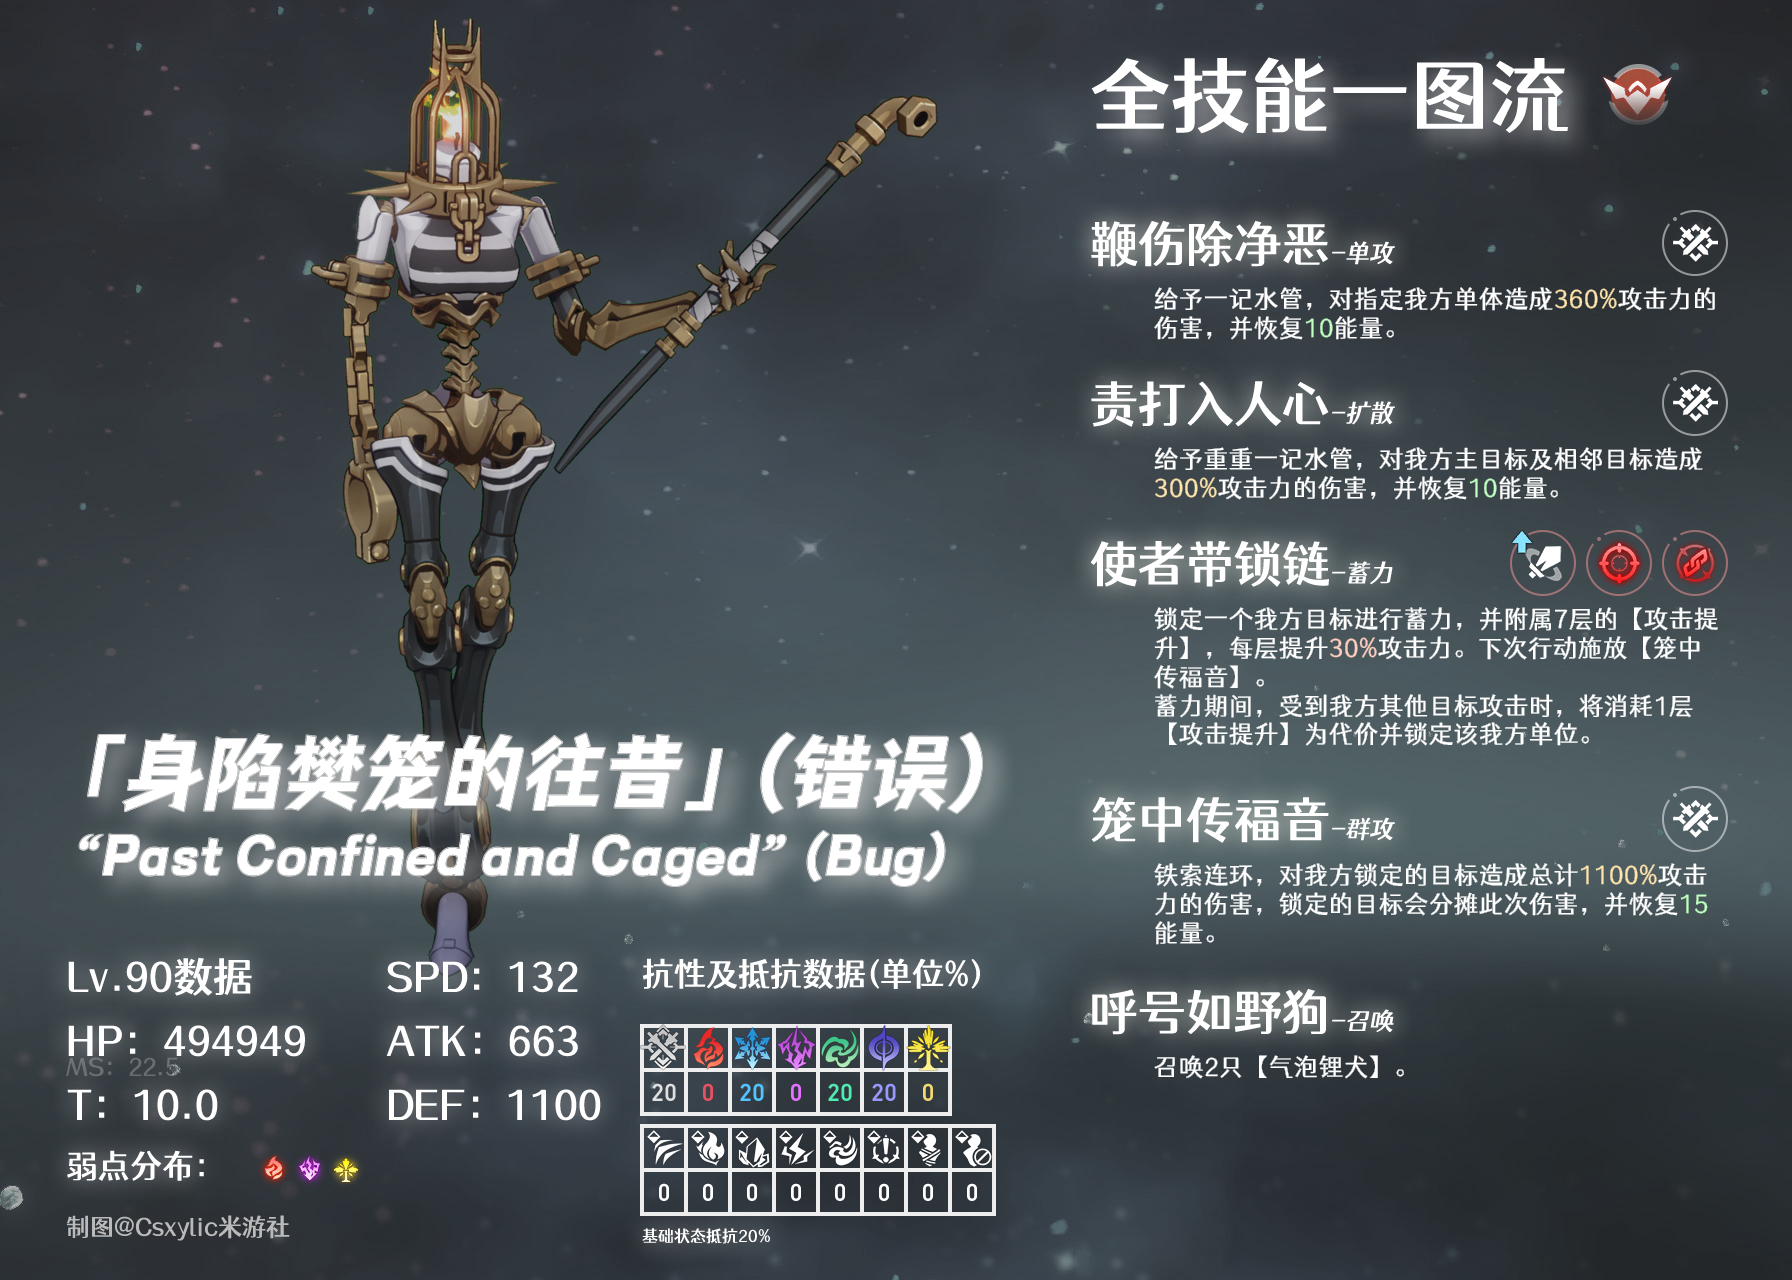 全技能一图流
鞭伤除净恶-单攻
给予一记水管，对指定我方单体造成360%攻击力的
伤害，并恢复10能量。
责打入人心-扩散
给予重重一记水管，对我方主目标及相邻目标造成
300%攻击力的伤害，并恢复10能量。
使者带锁链-蓄力
锁定一个我方目标进行蓄力，并附属7层的【攻击提
升】，每层提升30%攻击力。下次行动施放【笼中
传福音】。
蓄力期间，受到我方其他目标攻击时，将消耗1层
【攻击提升】为代价并锁定该我方单位。
笼中传福音-群攻
铁索连环，对我方锁定的目标造成总计1100%攻击
力的伤害，锁定的目标会分摊此次伤害，并恢复15
能量。
呼号如野狗-召唤
召唤2只【气泡锂犬】。
「身陷樊笼的往昔」（错误）
“Past Confined and Caged” (Bug)
Lv.90数据
SPD： 132
HP： 494949
ATK： 663
MS： 22.5
T： 10.0
DEF： 1100
弱点分布：
制图@Csxylic米游社
抗性及抵抗数据(单位%)
20 0 20 0 20 20 0
0 0 0 0 0 0 0 0
基础状态抵抗20%